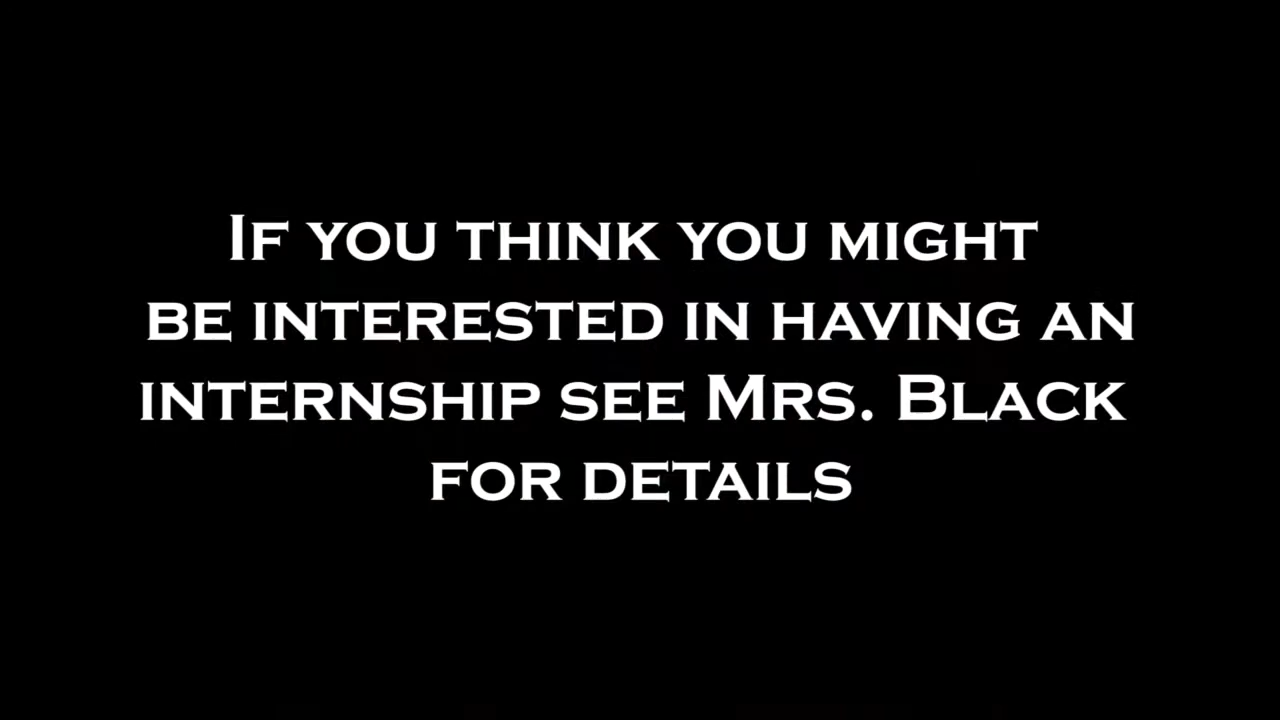 If you think you might
be interested in having an
internship see Mrs. Black
for details